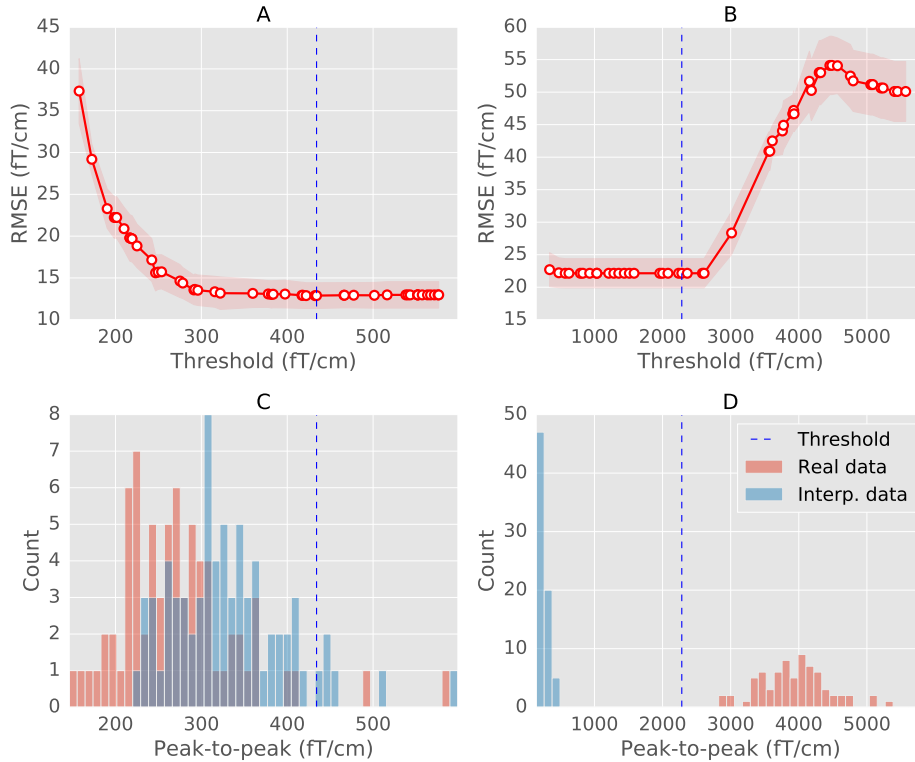 A
45
40
35
30
25
20
15
10
RMSE (fT/cm)
200 300 400 500
Threshold (fT/cm)
B
60
55
50
45
40
35
30
25
20
15
RMSE (fT/cm)
1000 2000 3000 4000 5000
Threshold (fT/cm)
C
8
7
6
5
4
3
2
1
0
Count
200 300 400 500
Peak-to-peak (fT/cm)
D
50
40
30
20
10
0
Count
Threshold
Real data
Interp. data
1000 2000 3000 4000 5000
Peak-to-peak (fT/cm)